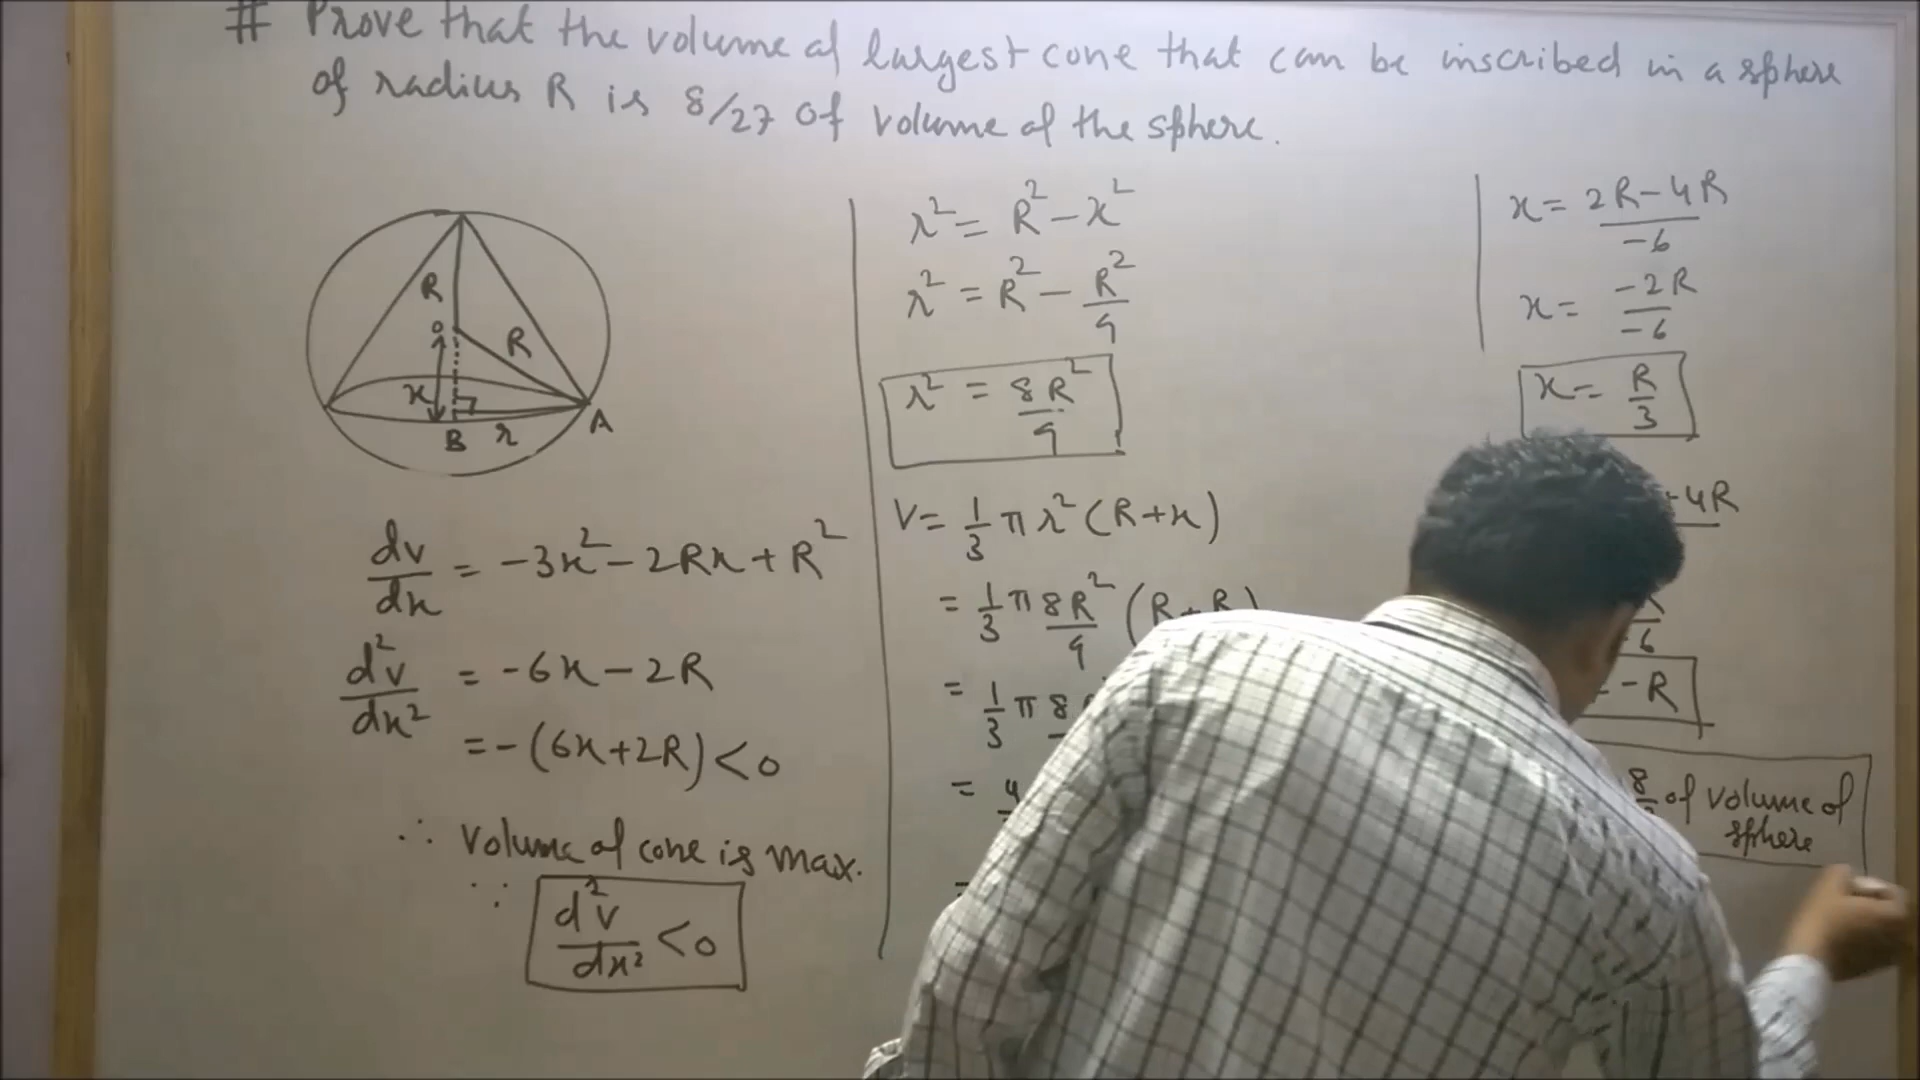 # Prove that the volume of largest cone that can be inscribed in a sphere
of radius R is 8/27 of volume of the sphere.
R
O
R
x
B
r
A
dv/dx = -3x² - 2Rx + R²
d²v/dx² = -6x - 2R
= -(6x+2R) < 0
∴ Volume of cone is max.
∵ d²v/dx² < 0
r² = R² - x²
r² = R² - R²/9
r² = 8R²/9
V = 1/3 π r² (R+x)
= 1/3 π 8R²/9 (R + R
= 1/3 π 8
= 4
=
x = 2R-4R/-6
x = -2R/-6
x = R/3
-4R
-6
= -R
8 of volume of
sphere